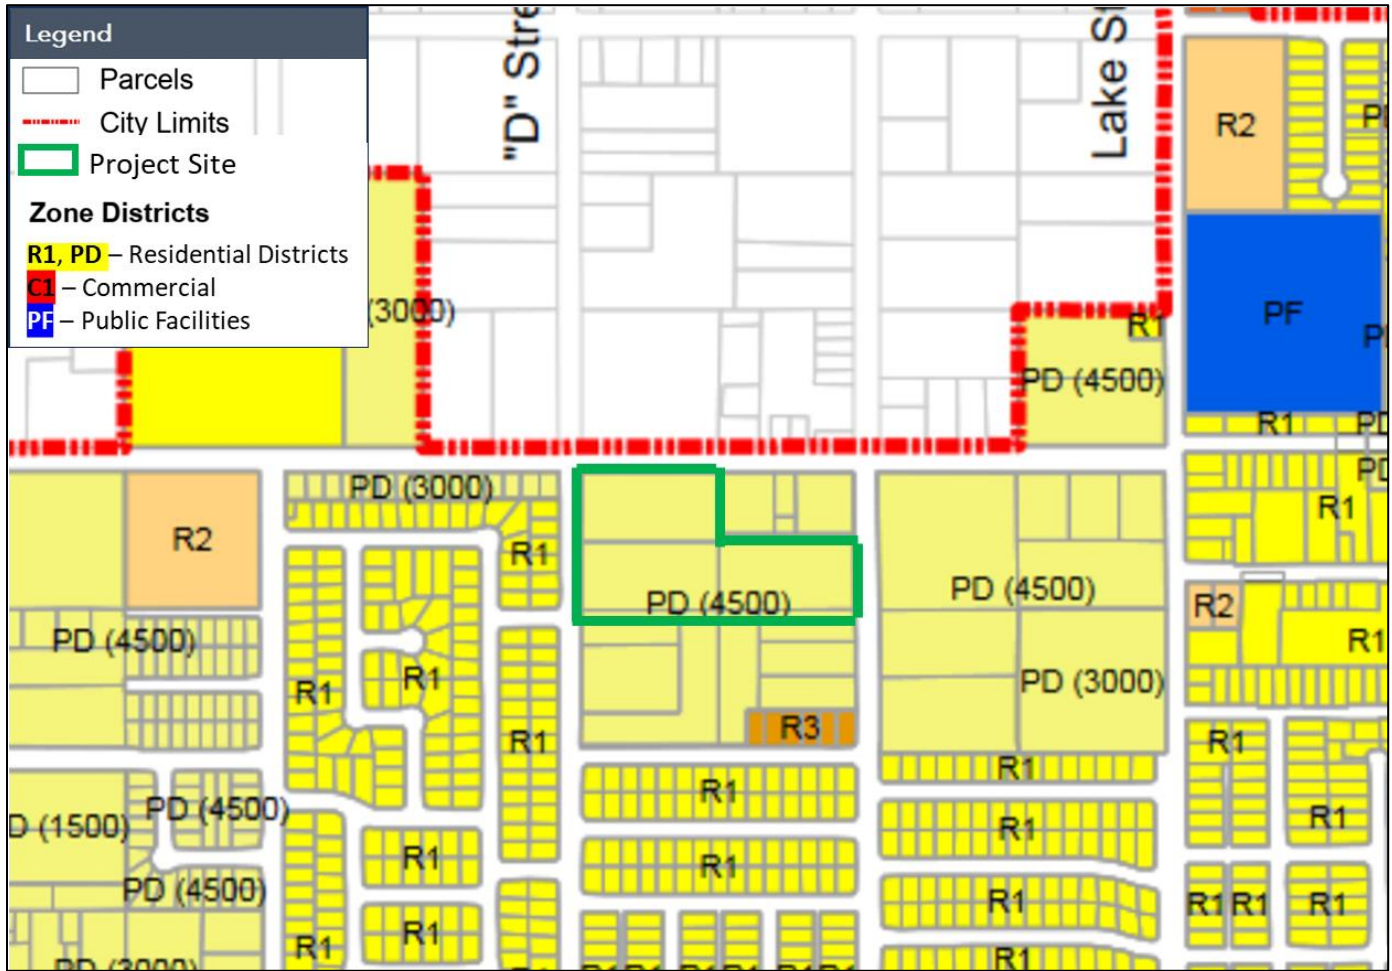 Legend
Parcels
City Limits
Project Site
Zone Districts
R1, PD – Residential Districts
C1 – Commercial
PF – Public Facilities
"D" Stre
Lake St
R2
(3000)
R1
PF
PD (4500)
R1
PD (3000)
R2
R1
R1
PD (4500)
PD (4500)
R2
PD (4500)
R1
R1
R1
PD (3000)
R1
R3
R1
R1
R1
R1
PD (4500)
D (1500)
R1
R1
R1
R1
R1
PD (4500)
R1
R1
R1
R1
R1
R1
R1